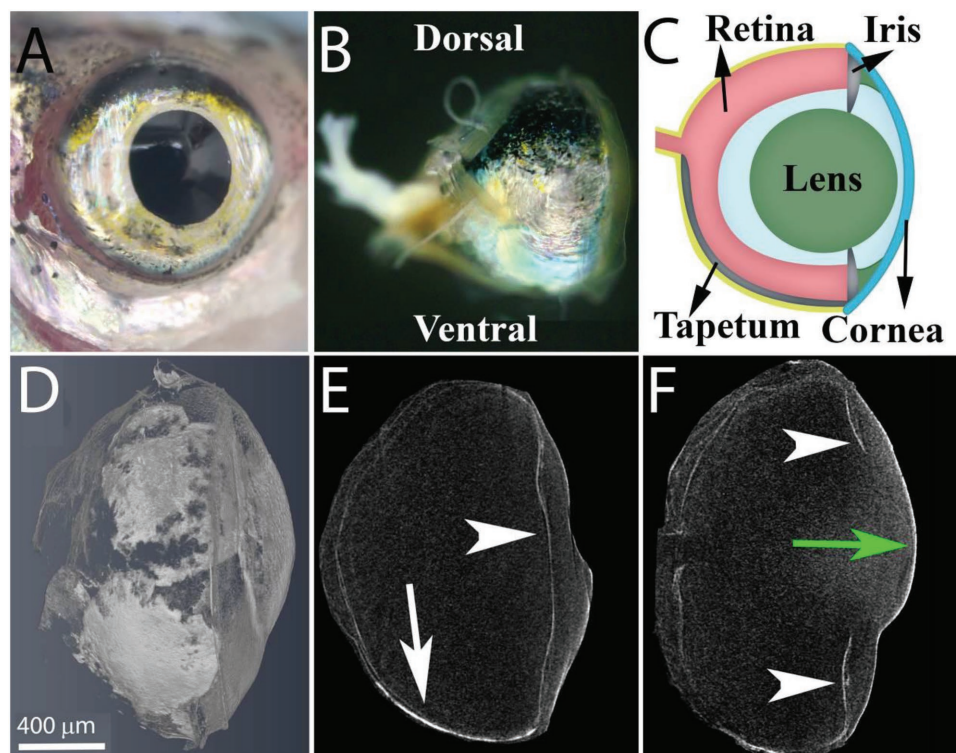 A
B
Dorsal
Ventral
C
Retina
Iris
Lens
Tapetum
Cornea
D
400 μm
E
F